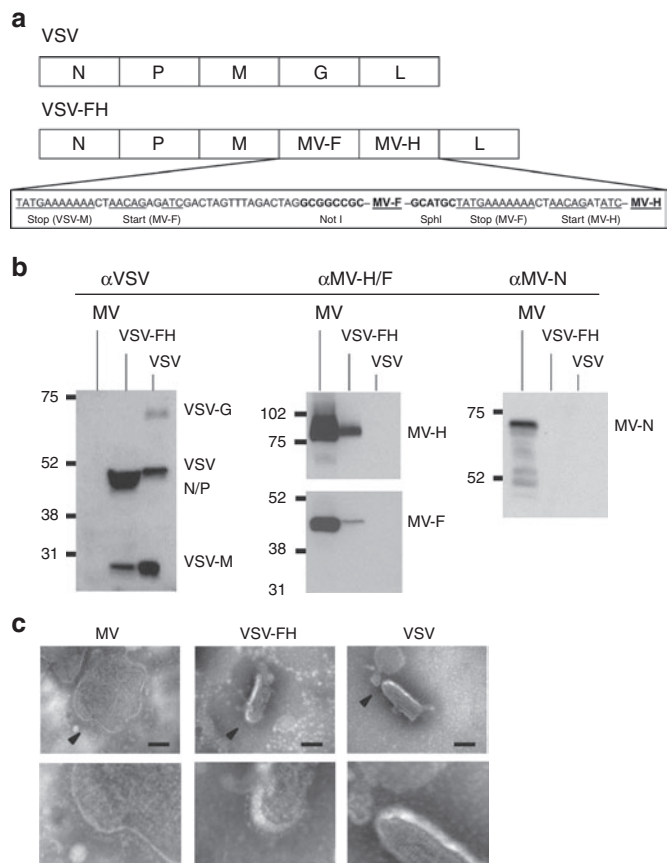 a
VSV
N P M G L
VSV-FH
N P M MV-F MV-H L
TATGAAAAAAACTAACAGAGATCGACTAGTTTAGACTAGGCGGCCGC– MV-F –GCATGCTATGAAAAAAACTAACAGATATC– MV-H
Stop (VSV-M) Start (MV-F) Not I SphI Stop (MV-F) Start (MV-H)
b
αVSV αMV-H/F αMV-N
MV MV MV
VSV-FH VSV-FH VSV-FH
VSV VSV VSV
75 VSV-G
52 VSV
N/P
38
31 VSV-M
102 MV-H
75
52 MV-F
38
31
75 MV-N
52
c
MV VSV-FH VSV